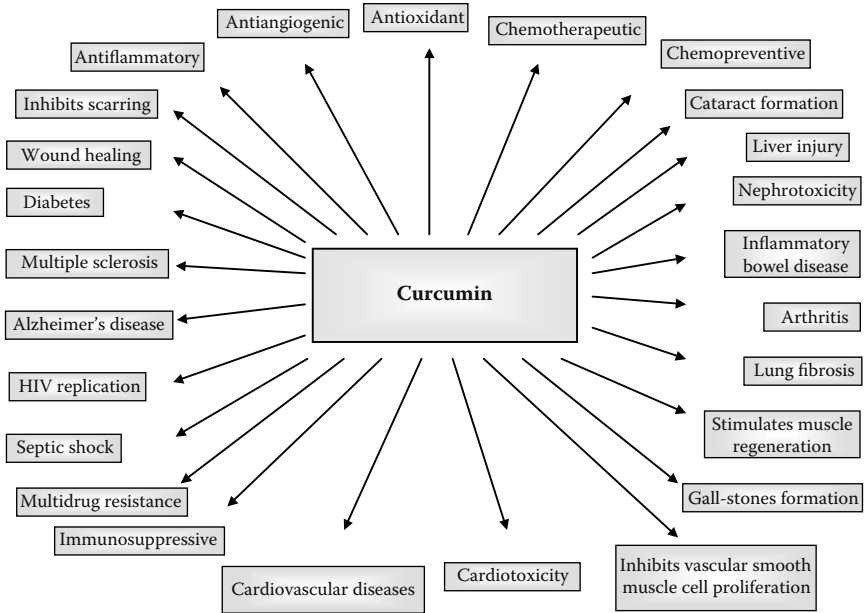 Antioxidant
Antiangiogenic
Chemotherapeutic
Antiflammatory
Chemopreventive
Inhibits scarring
Cataract formation
Wound healing
Liver injury
Diabetes
Nephrotoxicity
Multiple sclerosis
Inflammatory
bowel disease
Curcumin
Alzheimer's disease
Arthritis
HIV replication
Lung fibrosis
Septic shock
Stimulates muscle
regeneration
Multidrug resistance
Gall-stones formation
Immunosuppressive
Cardiovascular diseases
Cardiotoxicity
Inhibits vascular smooth
muscle cell proliferation